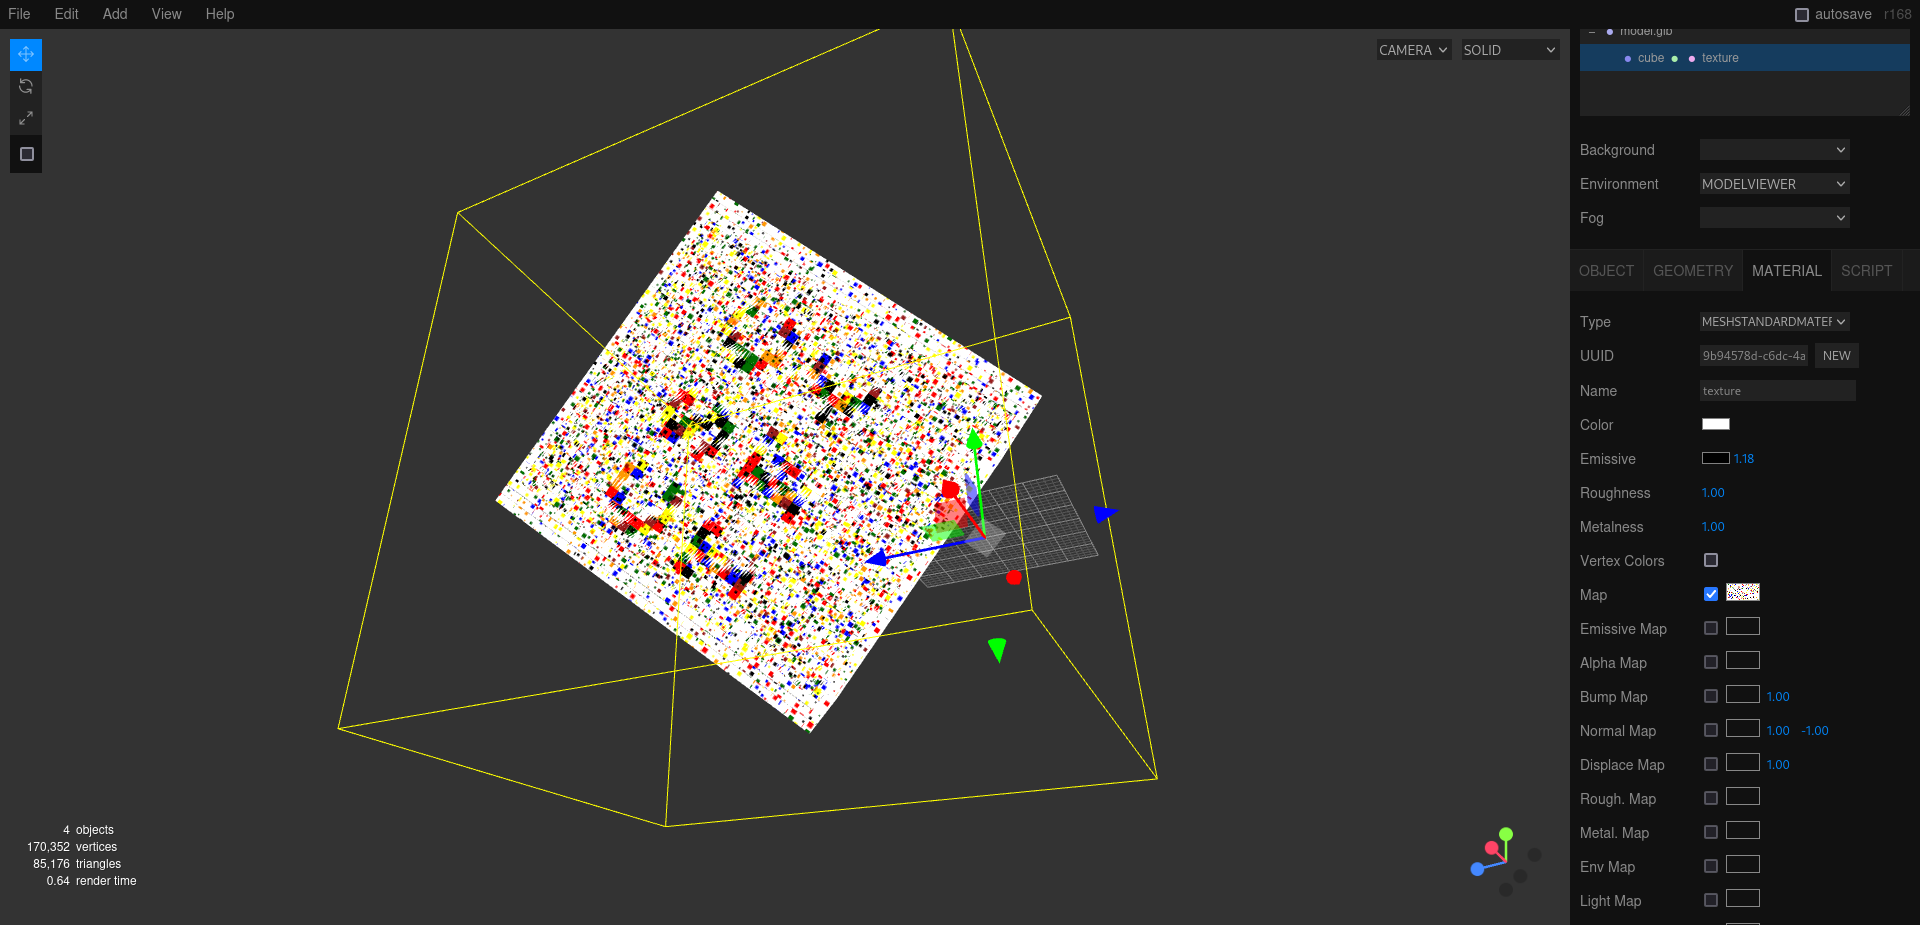 File Edit Add View Help autosave r168
CAMERA SOLID
model.glb
cube texture
Background
Environment MODELVIEWER
Fog
OBJECT GEOMETRY MATERIAL SCRIPT
Type MESHSTANDARDMATER
UUID 9b94578d-c6dc-4a NEW
Name texture
Color
Emissive 1.18
Roughness 1.00
Metalness 1.00
Vertex Colors
Map
Emissive Map
Alpha Map
Bump Map 1.00
Normal Map 1.00 -1.00
Displace Map 1.00
Rough. Map
Metal. Map
Env Map
Light Map
4 objects
170,352 vertices
85,176 triangles
0.64 render time